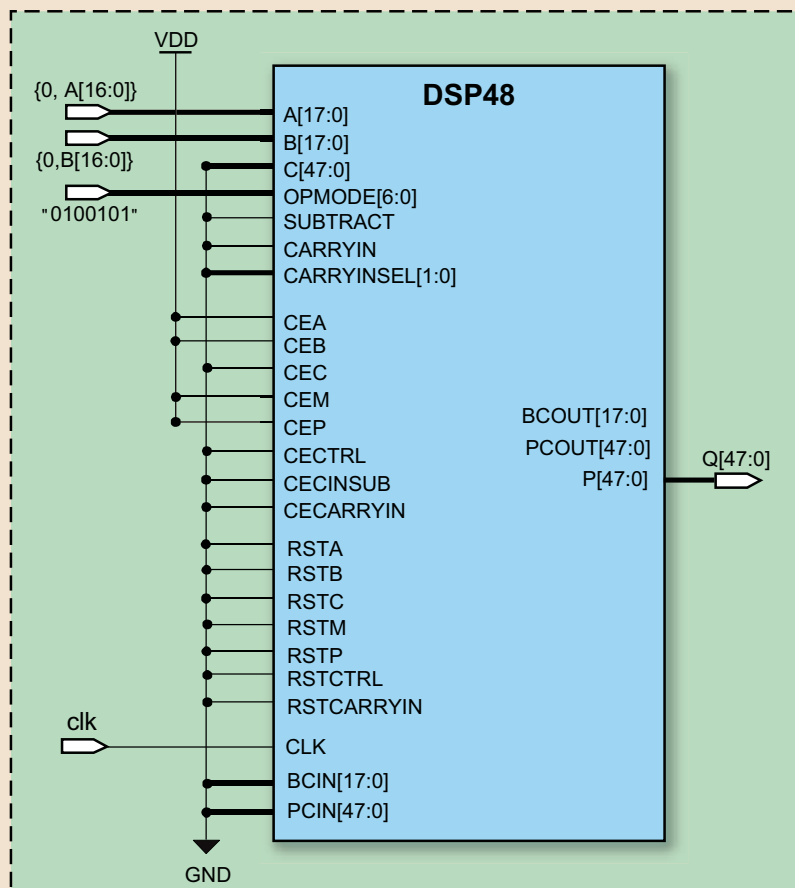 VDD
{0, A[16:0]}
{0,B[16:0]}
"0100101"
DSP48
A[17:0]
B[17:0]
C[47:0]
OPMODE[6:0]
SUBTRACT
CARRYIN
CARRYINSEL[1:0]
CEA
CEB
CEC
CEM
CEP
CECTRL
CECINSUB
CECARRYIN
RSTA
RSTB
RSTC
RSTM
RSTP
RSTCTRL
RSTCARRYIN
clk
CLK
BCIN[17:0]
PCIN[47:0]
GND
BCOUT[17:0]
PCOUT[47:0]
P[47:0]
Q[47:0]